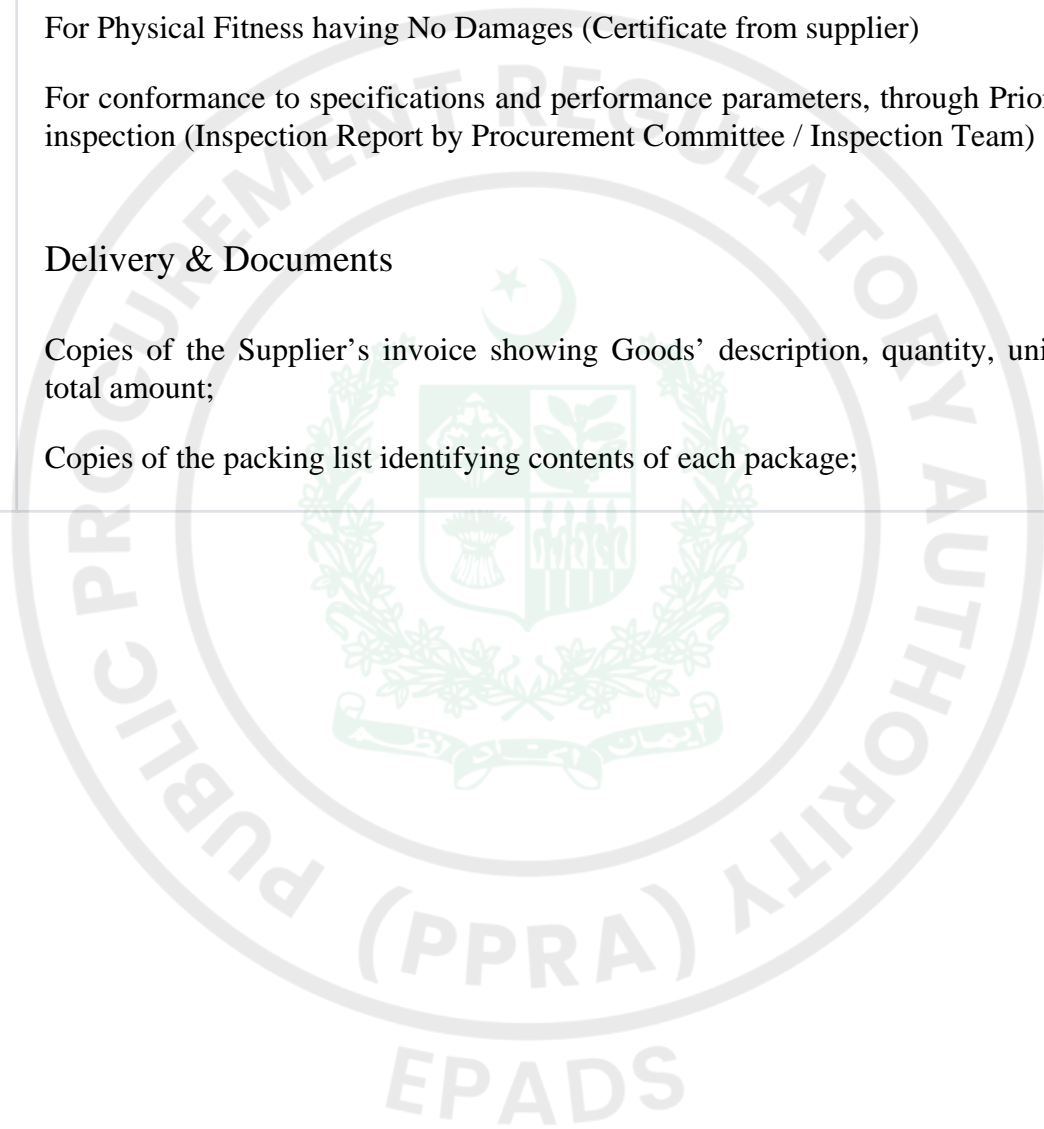 For Physical Fitness having No Damages (Certificate from supplier)
For conformance to specifications and performance parameters, through Prior
inspection (Inspection Report by Procurement Committee / Inspection Team)
Delivery & Documents
Copies of the Supplier's invoice showing Goods' description, quantity,
total amount;
Copies of the packing list identifying contents of each package;
PUBLIC PROCUREMENT REGULATORY AUTHORITY
(PPRA)
EPADS